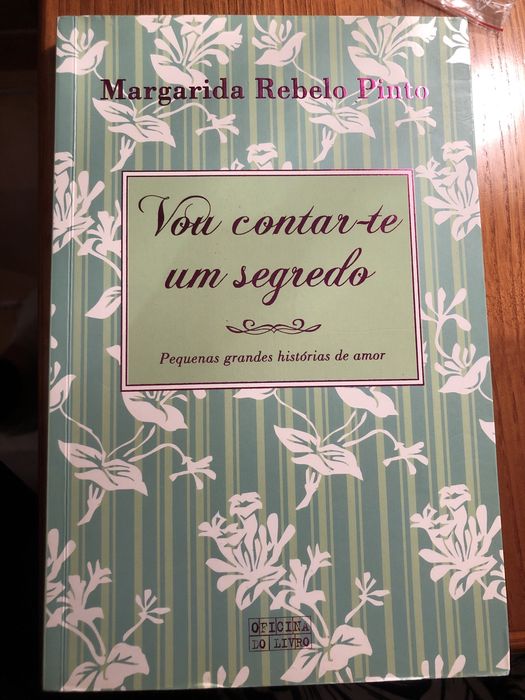 Margarida Rebelo Pinto
Vou contar-te
um segredo
Pequenas grandes histórias de amor
OFICINA
DO LIVRO